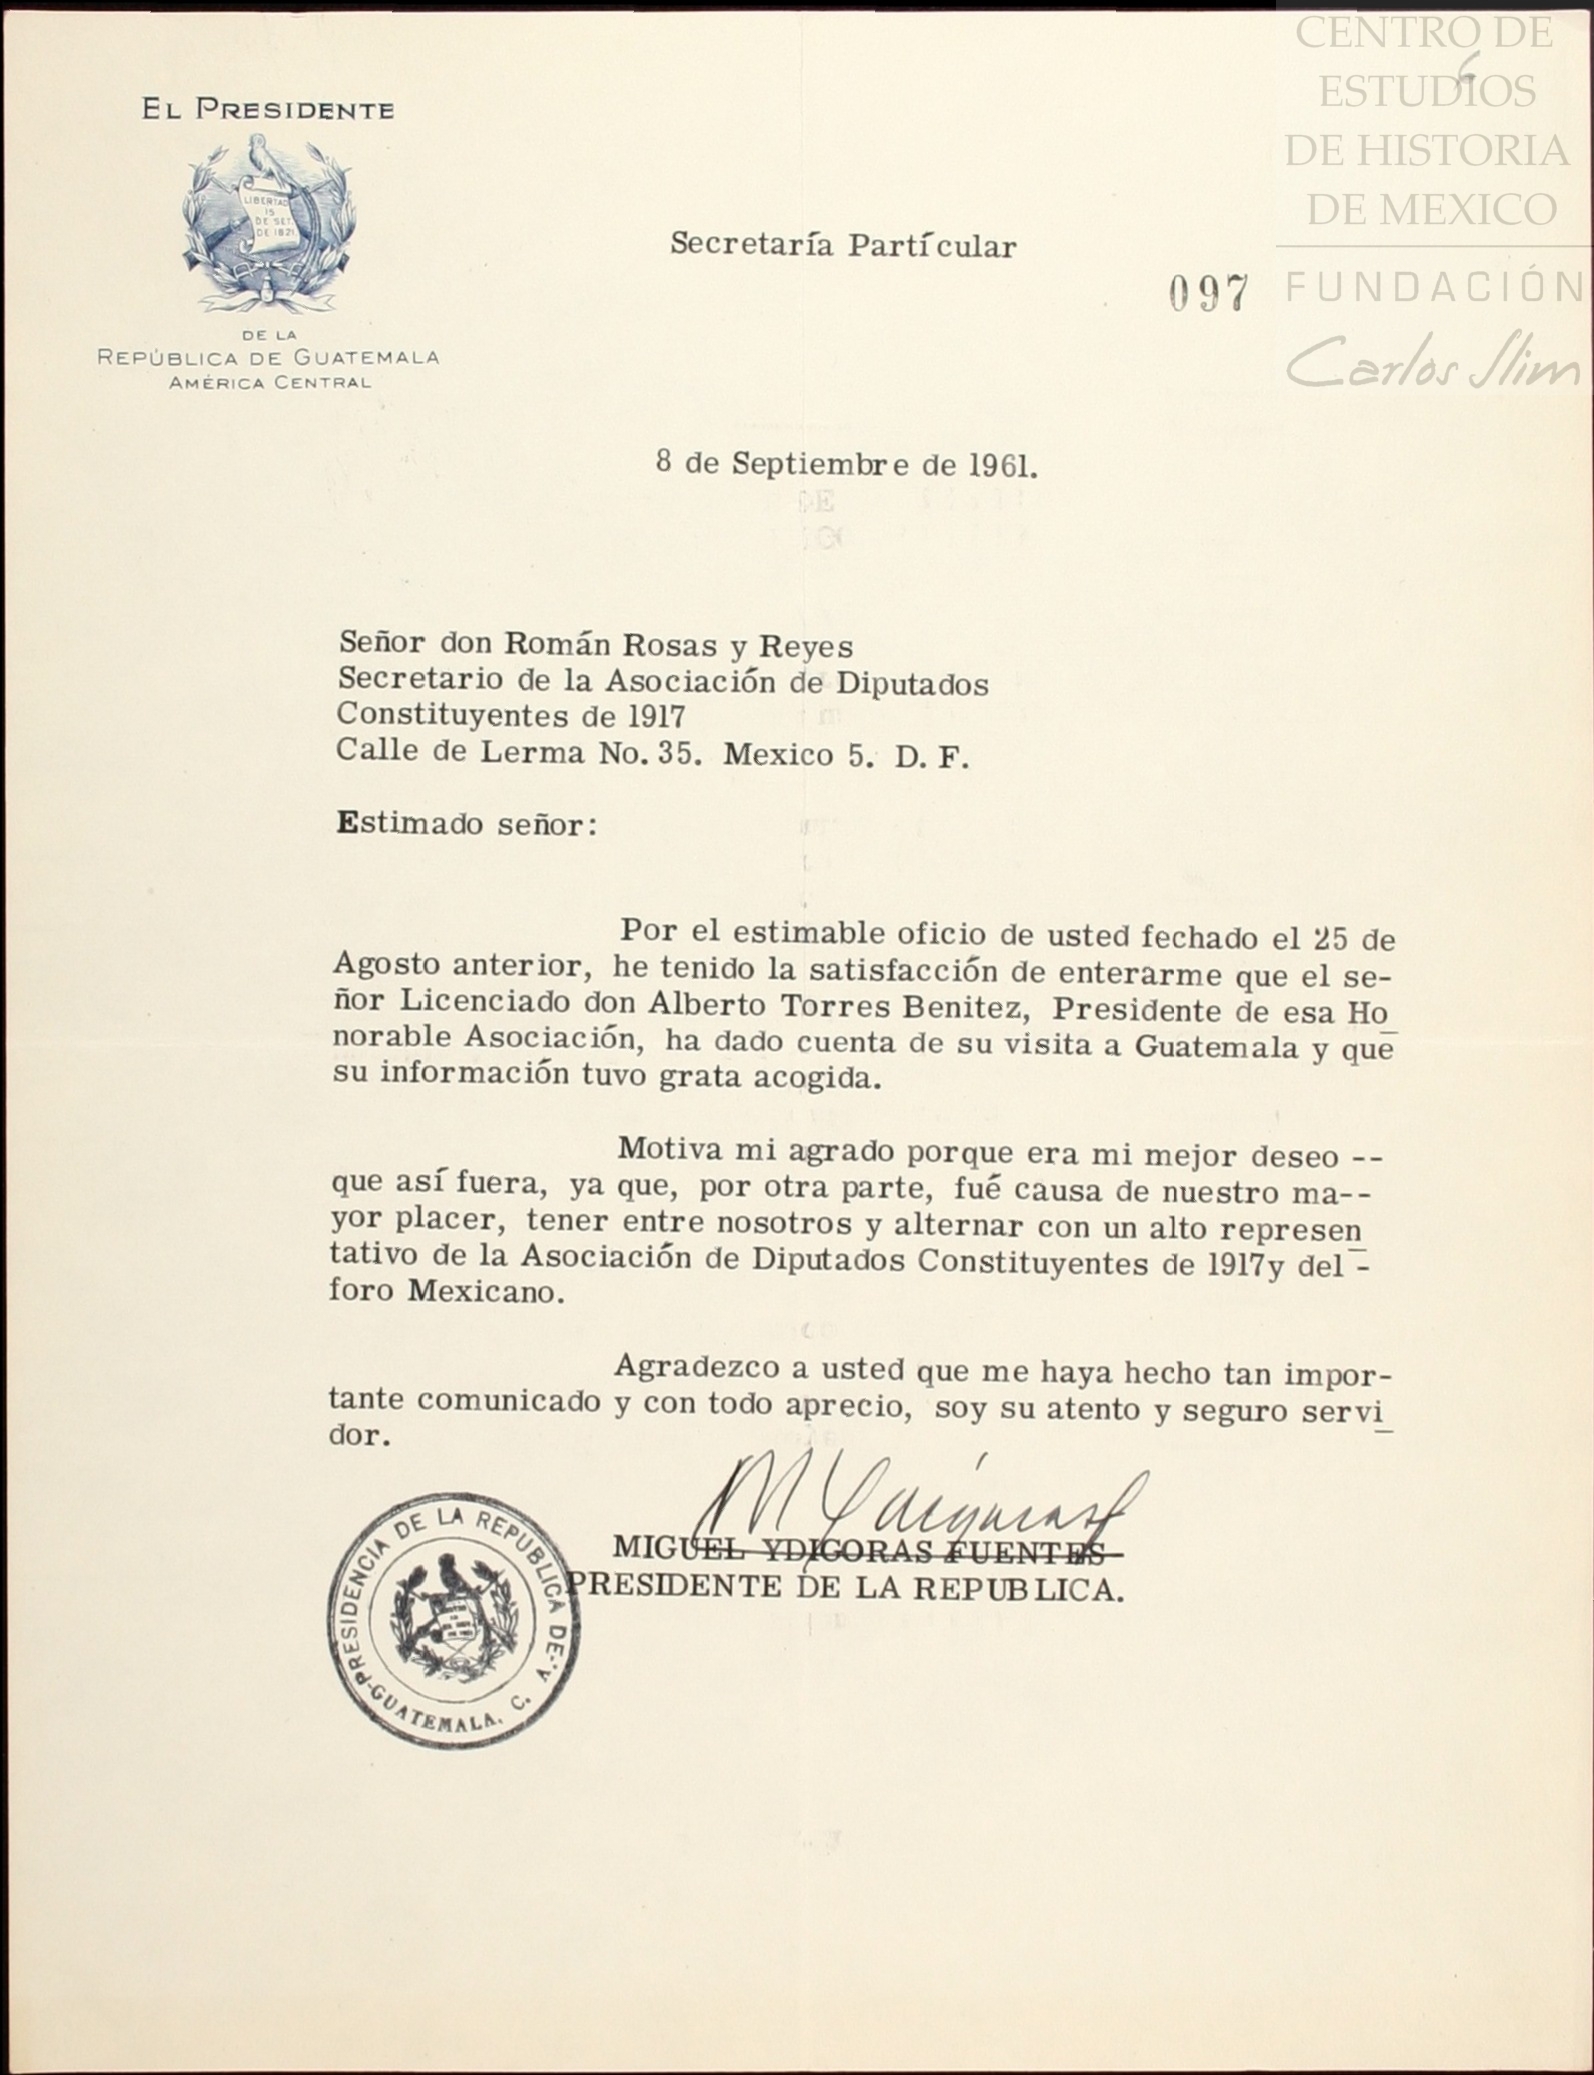 CENTRO DE
ESTUDIOS
DE HISTORIA
DE MEXICO
FUNDACIÓN
Carlos Slim
6
EL PRESIDENTE
LIBERTAD
15
DE SET.
DE 1821
DE LA
REPÚBLICA DE GUATEMALA
AMÉRICA CENTRAL
Secretaría Partícular
097
8 de Septiembre de 1961.
Señor don Román Rosas y Reyes
Secretario de la Asociación de Diputados
Constituyentes de 1917
Calle de Lerma No. 35. Mexico 5. D. F.
Estimado señor:
Por el estimable oficio de usted fechado el 25 de
Agosto anterior, he tenido la satisfacción de enterarme que el se-
ñor Licenciado don Alberto Torres Benitez, Presidente de esa Ho
norable Asociación, ha dado cuenta de su visita a Guatemala y que
su información tuvo grata acogida.
Motiva mi agrado porque era mi mejor deseo --
que así fuera, ya que, por otra parte, fué causa de nuestro ma--
yor placer, tener entre nosotros y alternar con un alto represen
tativo de la Asociación de Diputados Constituyentes de 1917y del -
foro Mexicano.
Agradezco a usted que me haya hecho tan impor-
tante comunicado y con todo aprecio, soy su atento y seguro servi
dor.
M Ydígoras F
MIGUEL YDIGORAS FUENTES
PRESIDENTE DE LA REPUBLICA.
PRESIDENCIA DE LA REPUBLICA DE
GUATEMALA, C. A.